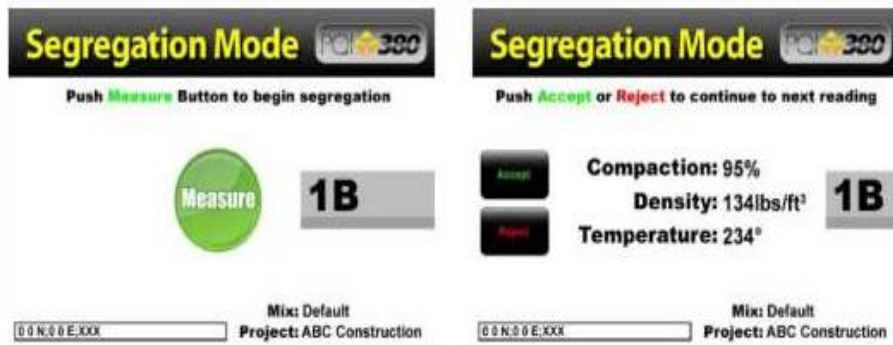 Segregation Mode PQI 380
Push Measure Button to begin segregation
Measure
1B
Mix: Default
0 0 N;0 0 E;XXX
Project: ABC Construction
Segregation Mode PQI 380
Push Accept or Reject to continue to next reading
Accept
Reject
Compaction: 95%
Density: 134lbs/ft³
Temperature: 234°
1B
Mix: Default
0 0 N;0 0 E;XXX
Project: ABC Construction